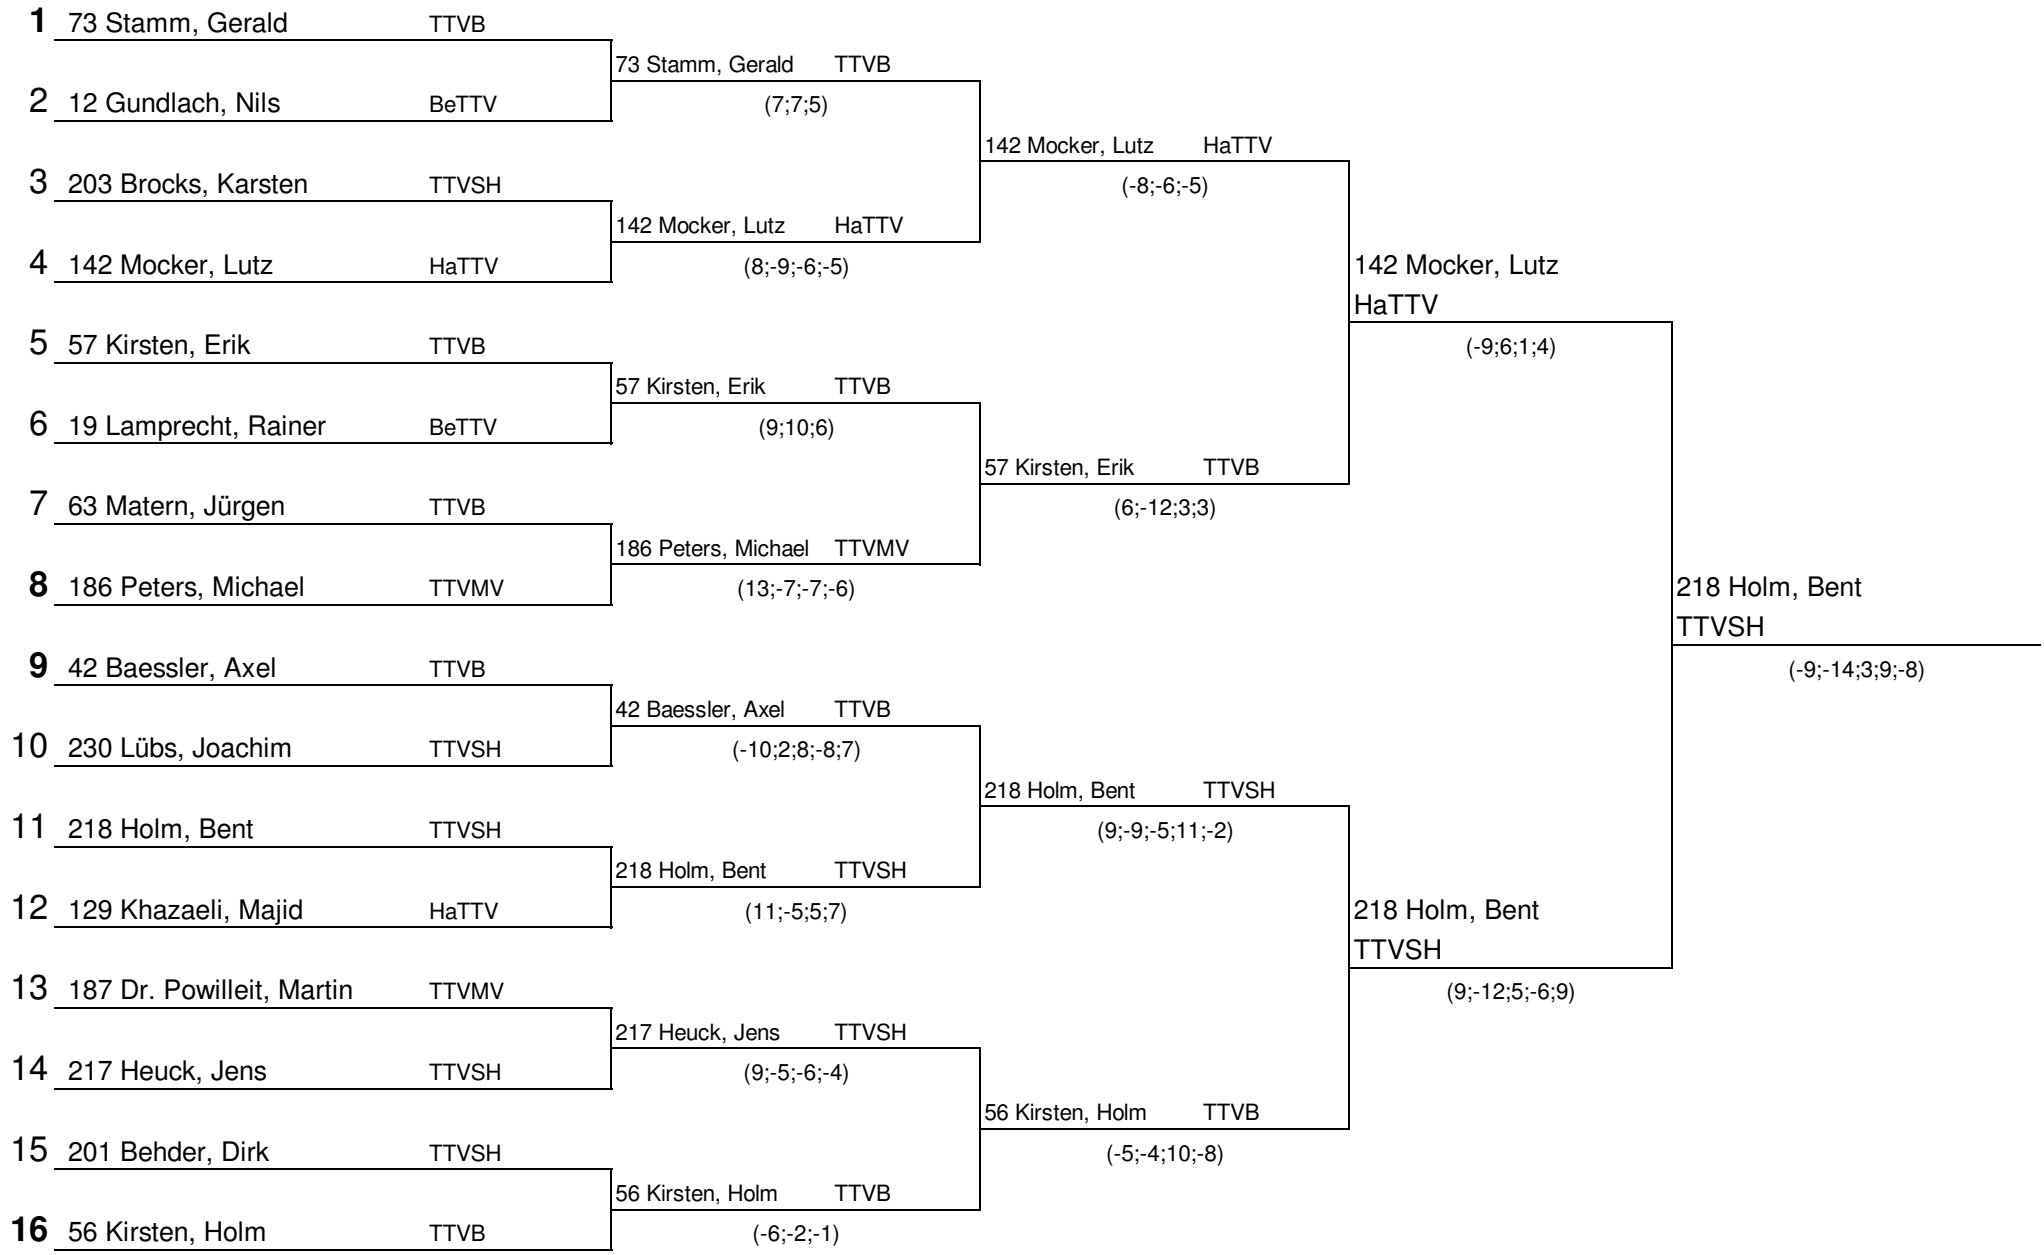 1 73 Stamm, Gerald TTVB
73 Stamm, Gerald TTVB
2 12 Gundlach, Nils BeTTV
(7;7;5)
142 Mocker, Lutz HaTTV
3 203 Brocks, Karsten TTVSH
(-8;-6;-5)
142 Mocker, Lutz HaTTV
4 142 Mocker, Lutz HaTTV
(8;-9;-6;-5)
142 Mocker, Lutz
HaTTV
5 57 Kirsten, Erik TTVB
(-9;6;1;4)
57 Kirsten, Erik TTVB
6 19 Lamprecht, Rainer BeTTV
(9;10;6)
57 Kirsten, Erik TTVB
7 63 Matern, Jürgen TTVB
(6;-12;3;3)
186 Peters, Michael TTVMV
8 186 Peters, Michael TTVMV
(13;-7;-7;-6)
218 Holm, Bent
TTVSH
9 42 Baessler, Axel TTVB
(-9;-14;3;9;-8)
42 Baessler, Axel TTVB
10 230 Lübs, Joachim TTVSH
(-10;2;8;-8;7)
218 Holm, Bent TTVSH
11 218 Holm, Bent TTVSH
(9;-9;-5;11;-2)
218 Holm, Bent TTVSH
12 129 Khazaeli, Majid HaTTV
(11;-5;5;7)
218 Holm, Bent
TTVSH
13 187 Dr. Powilleit, Martin TTVMV
(9;-12;5;-6;9)
217 Heuck, Jens TTVSH
14 217 Heuck, Jens TTVSH
(9;-5;-6;-4)
56 Kirsten, Holm TTVB
15 201 Behder, Dirk TTVSH
(-5;-4;10;-8)
56 Kirsten, Holm TTVB
16 56 Kirsten, Holm TTVB
(-6;-2;-1)